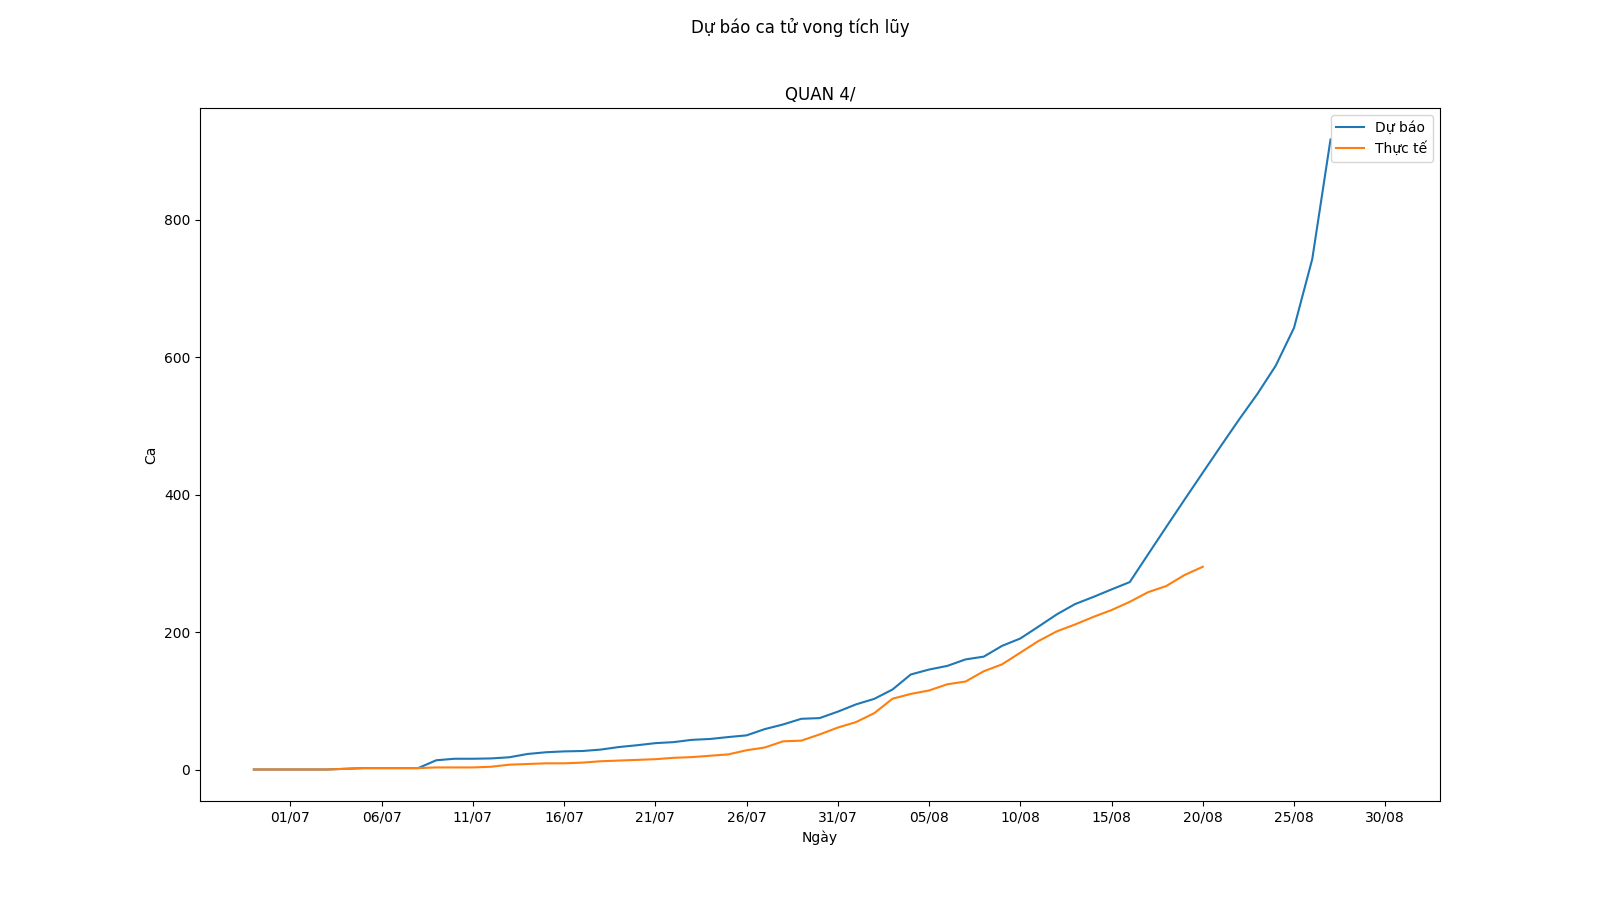 Dự báo ca tử vong tích lũy
QUAN 4/
Dự báo
Thực tế
800
600
400
200
0
Ca
01/07 06/07 11/07 16/07 21/07 26/07 31/07 05/08 10/08 15/08 20/08 25/08 30/08
Ngày